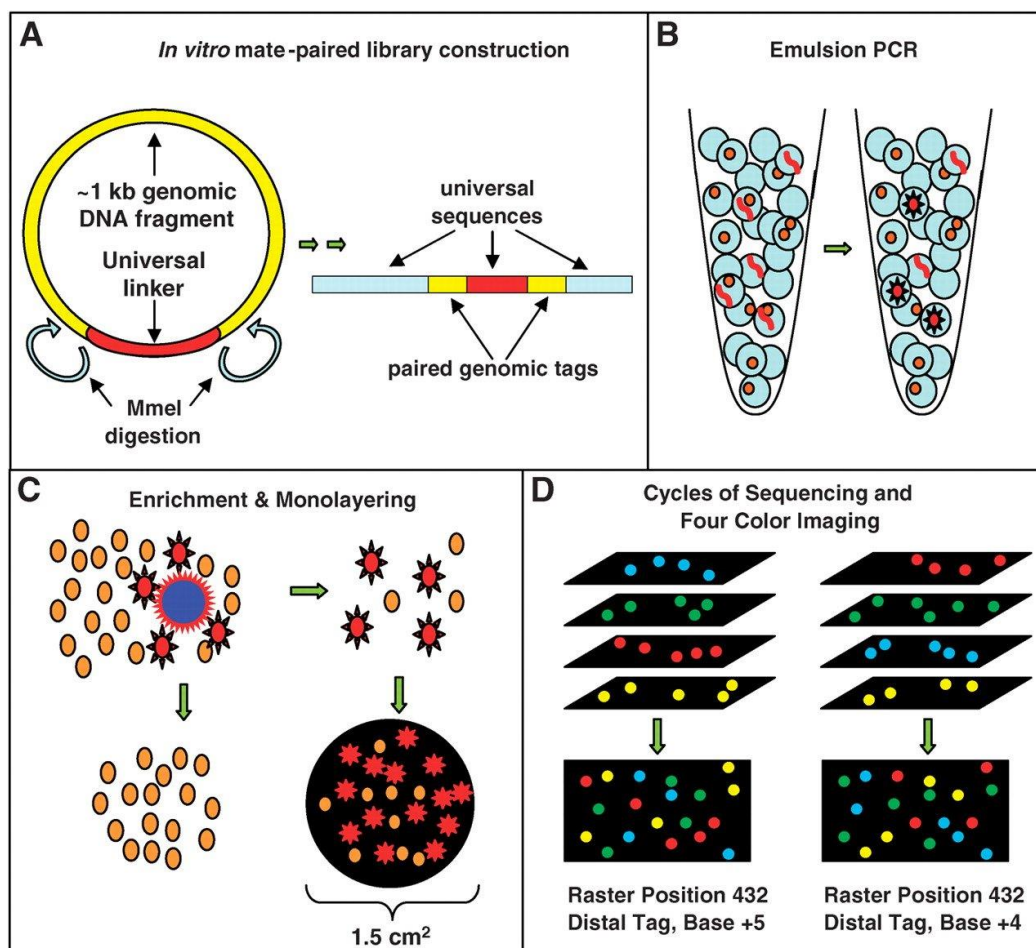 A
In vitro mate-paired library construction
~1 kb genomic
DNA fragment
Universal
linker
MmeI
digestion
universal
sequences
paired genomic tags
B
Emulsion PCR
C
Enrichment & Monolayering
1.5 cm²
D
Cycles of Sequencing and
Four Color Imaging
Raster Position 432
Distal Tag, Base +5
Raster Position 432
Distal Tag, Base +4